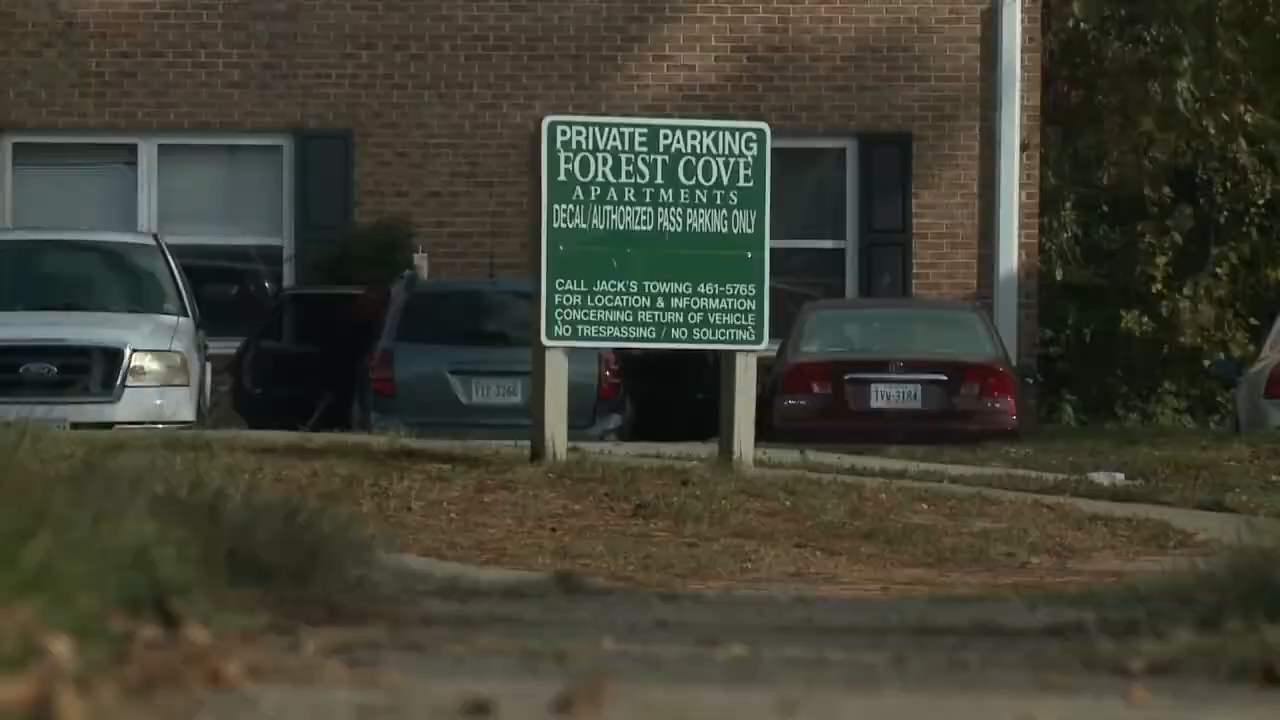 PRIVATE PARKING
FOREST COVE
APARTMENTS
DECAL/AUTHORIZED PASS PARKING ONLY
CALL JACK'S TOWING 461-5765
FOR LOCATION & INFORMATION
CONCERNING RETURN OF VEHICLE
NO TRESPASSING / NO SOLICITING
Ford